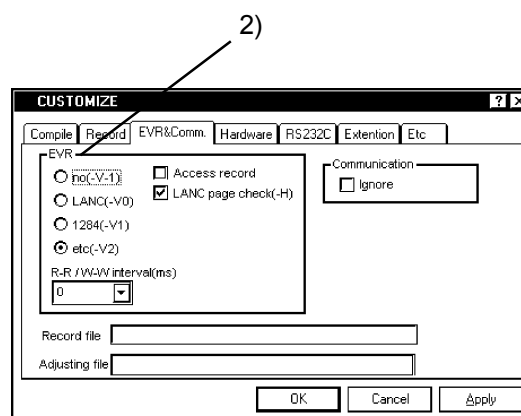 2)
CUSTOMIZE
Compile Record EVR&Comm. Hardware RS232C Extention Etc
EVR
no(-V-1)
LANC(-V0)
1284(-V1)
etc(-V2)
Access record
LANC page check(-H)
R-R / W-W interval(ms)
0
Communication
Ignore
Record file
Adjusting file
OK Cancel Apply